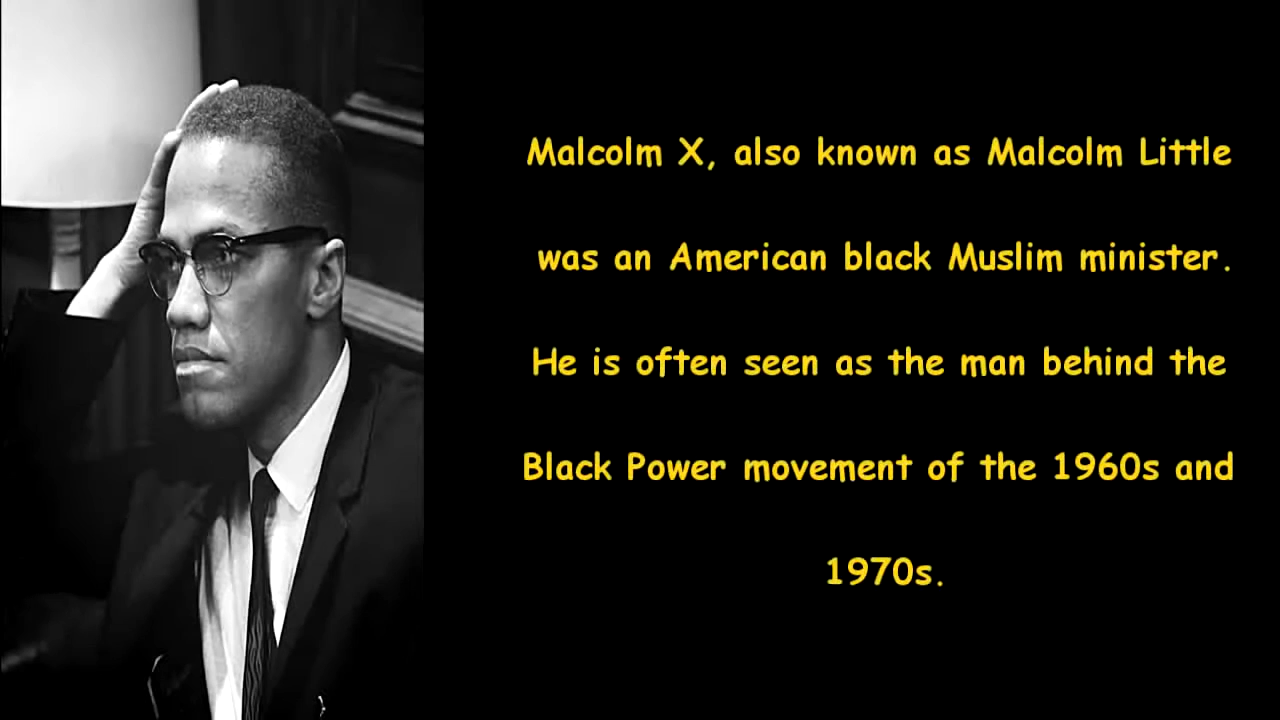 Malcolm X, also known as Malcolm Little
was an American black Muslim minister.
He is often seen as the man behind the
Black Power movement of the 1960s and
1970s.